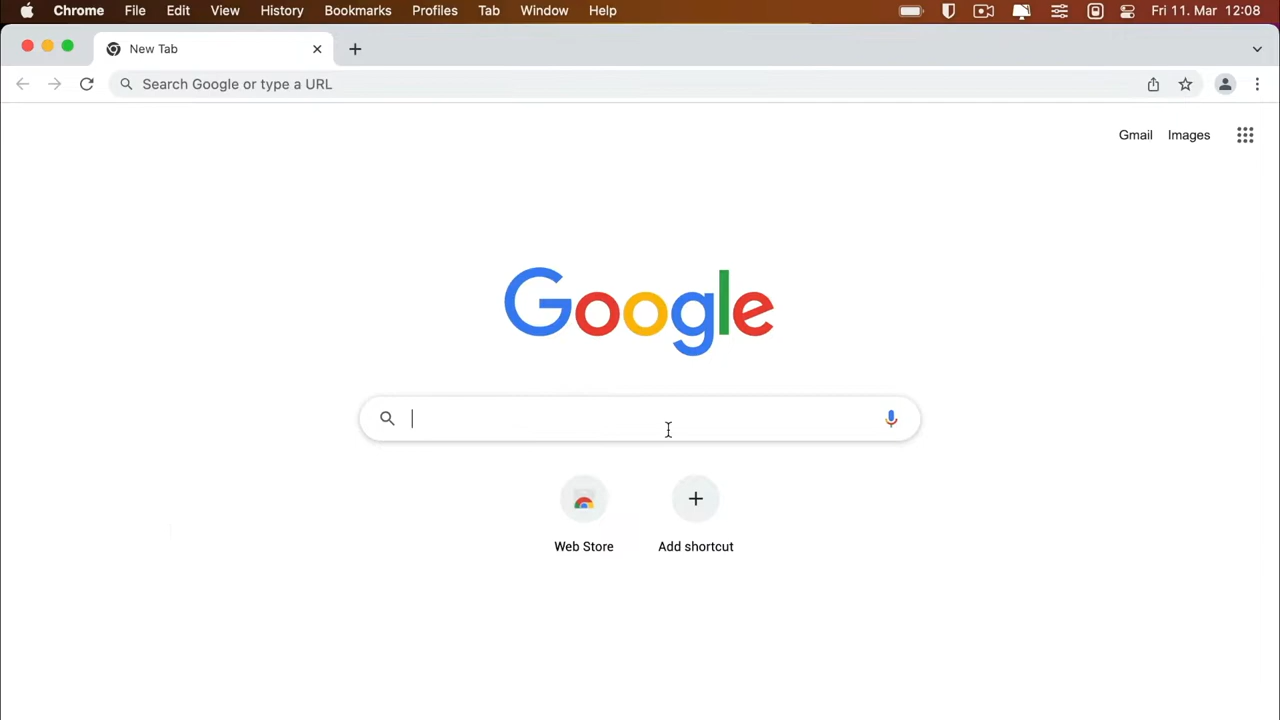 Chrome File Edit View History Bookmarks Profiles Tab Window Help Fri 11. Mar 12:08
New Tab
Search Google or type a URL
Gmail Images
Google
Web Store Add shortcut